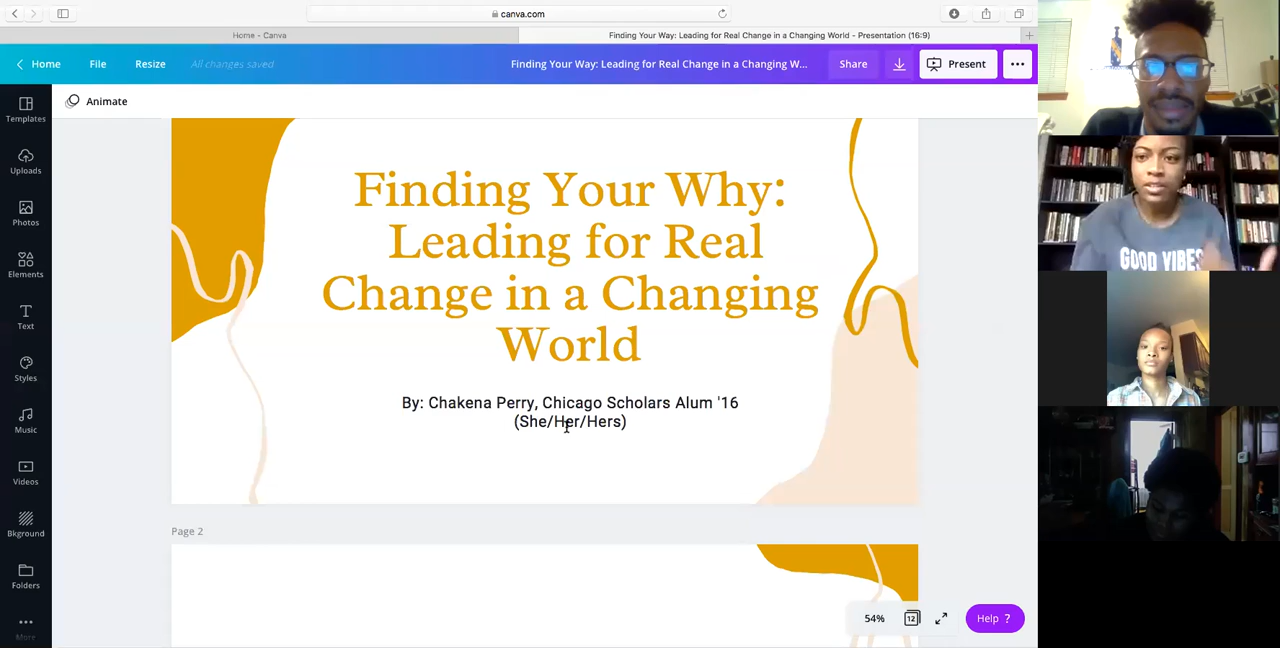 canva.com
Home - Canva
Finding Your Way: Leading for Real Change in a Changing World - Presentation (16:9)
Home
File
Resize
All changes saved
Finding Your Way: Leading for Real Change in a Changing W...
Share
Present
Templates
Animate
Uploads
Photos
Elements
Text
Styles
Music
Videos
Bkground
Folders
More
Finding Your Why:
Leading for Real
Change in a Changing
World
By: Chakena Perry, Chicago Scholars Alum '16
(She/Her/Hers)
Page 2
54%
12
Help ?
GOOD VIBES